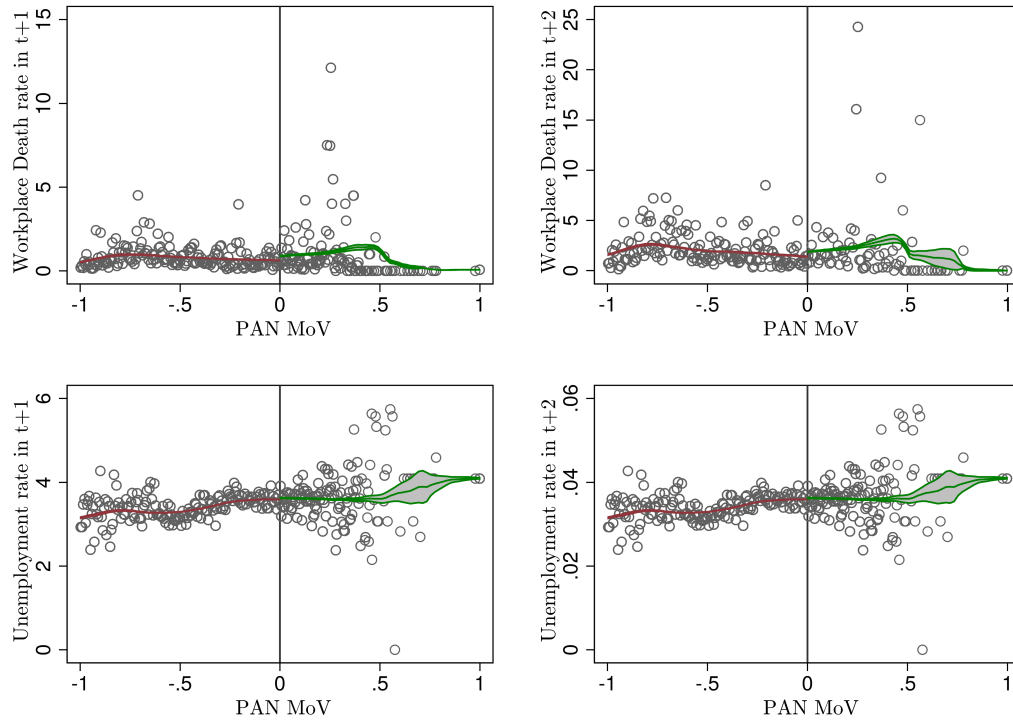 Workplace Death rate in t+1
15
10
5
0
-1 -.5 0 .5 1
PAN MoV
Workplace Death rate in t+2
25
20
15
10
5
0
-1 -.5 0 .5 1
PAN MoV
Unemployment rate in t+1
6
4
2
0
-1 -.5 0 .5 1
PAN MoV
Unemployment rate in t+2
.06
.04
.02
0
-1 -.5 0 .5 1
PAN MoV